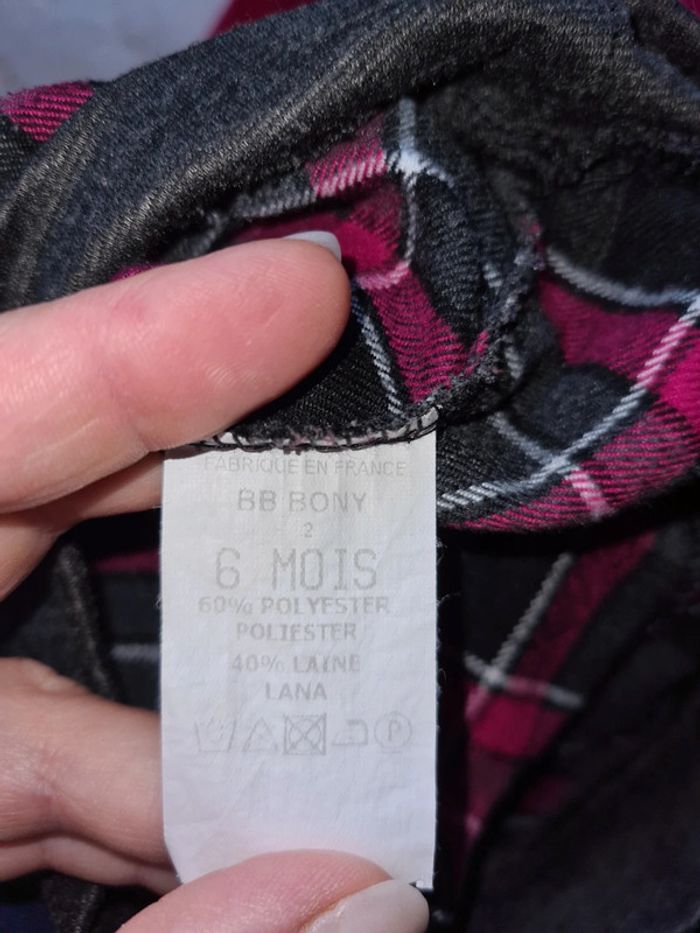 FABRIQUE EN FRANCE
BB BONY
2
6 MOIS
60% POLYESTER
POLIESTER
40% LAINE
LANA
P